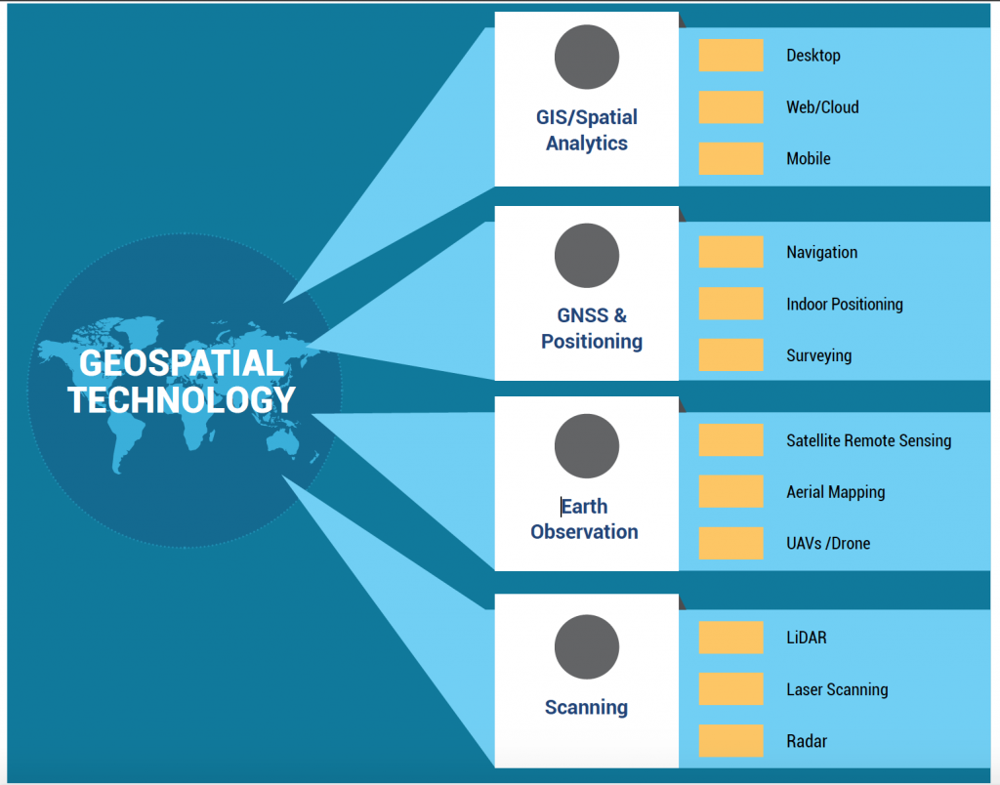 GEOSPATIAL
TECHNOLOGY
GIS/Spatial
Analytics
Desktop
Web/Cloud
Mobile
GNSS &
Positioning
Navigation
Indoor Positioning
Surveying
Earth
Observation
Satellite Remote Sensing
Aerial Mapping
UAVs /Drone
Scanning
LiDAR
Laser Scanning
Radar